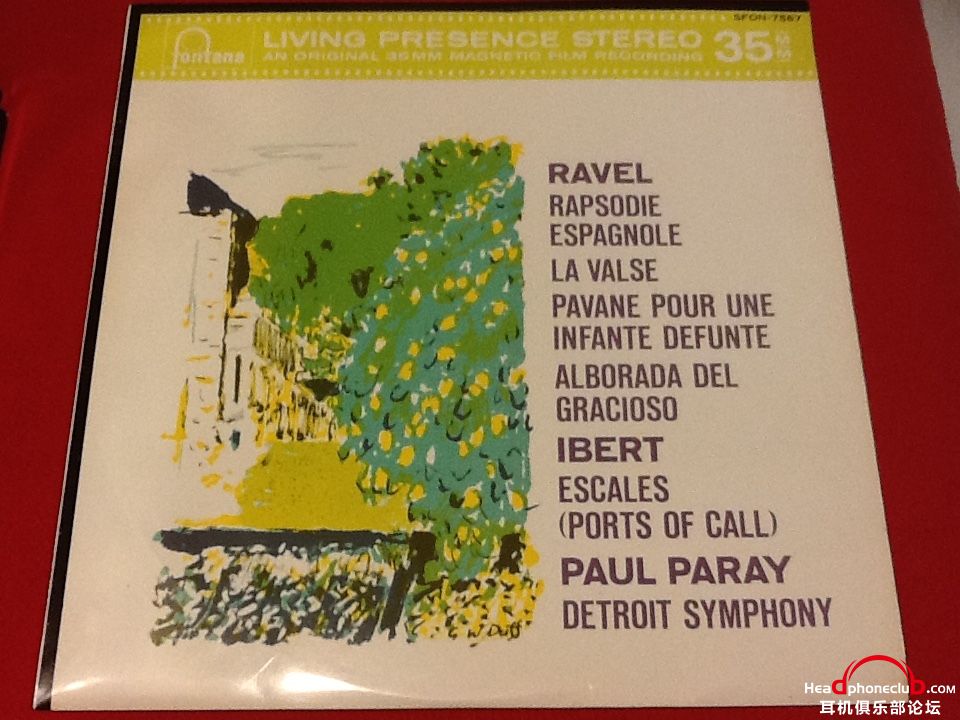 SFON-7567
fontana
LIVING PRESENCE STEREO
AN ORIGINAL 35MM MAGNETIC FILM RECORDING
35
RAVEL
RAPSODIE
ESPAGNOLE
LA VALSE
PAVANE POUR UNE
INFANTE DEFUNTE
ALBORADA DEL
GRACIOSO
IBERT
ESCALES
(PORTS OF CALL)
PAUL PARAY
DETROIT SYMPHONY
G W Duff
Headphoneclub.com
耳机俱乐部论坛